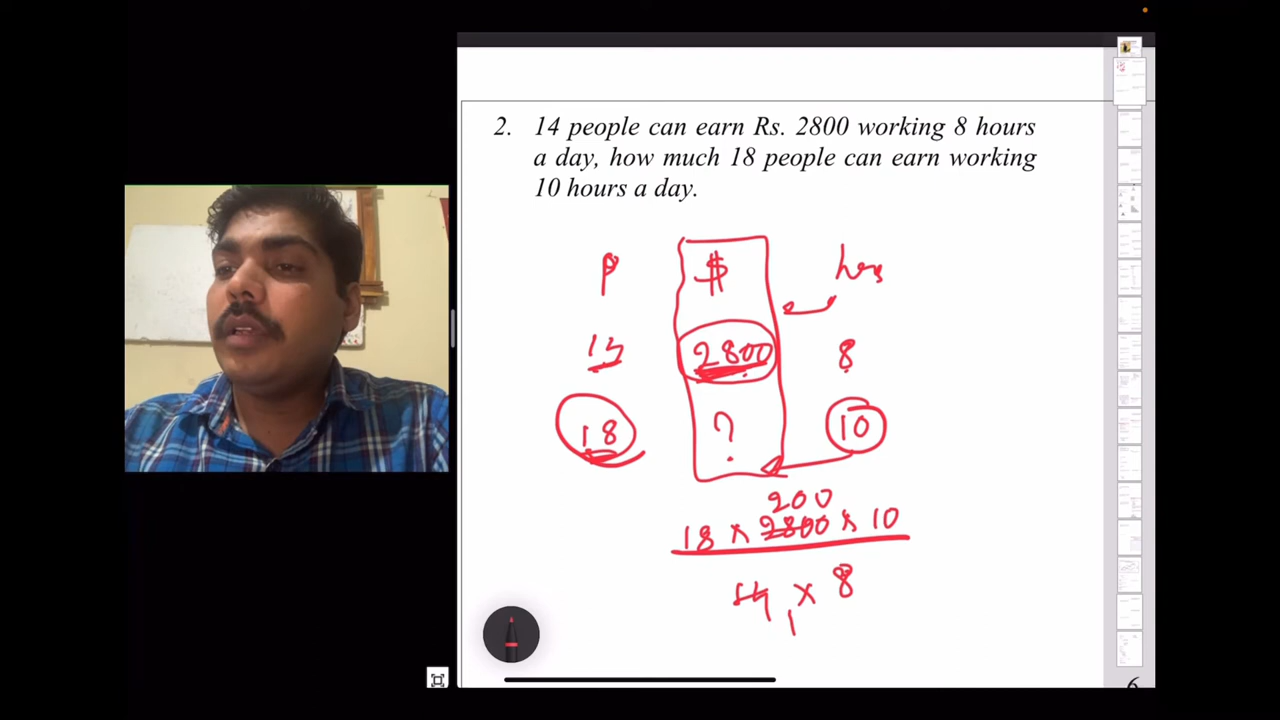 2. 14 people can earn Rs. 2800 working 8 hours
a day, how much 18 people can earn working
10 hours a day.
P $ hrs
14 2800 8
18 ? 10
200
18 x 2800 x 10
14 x 8
1
6